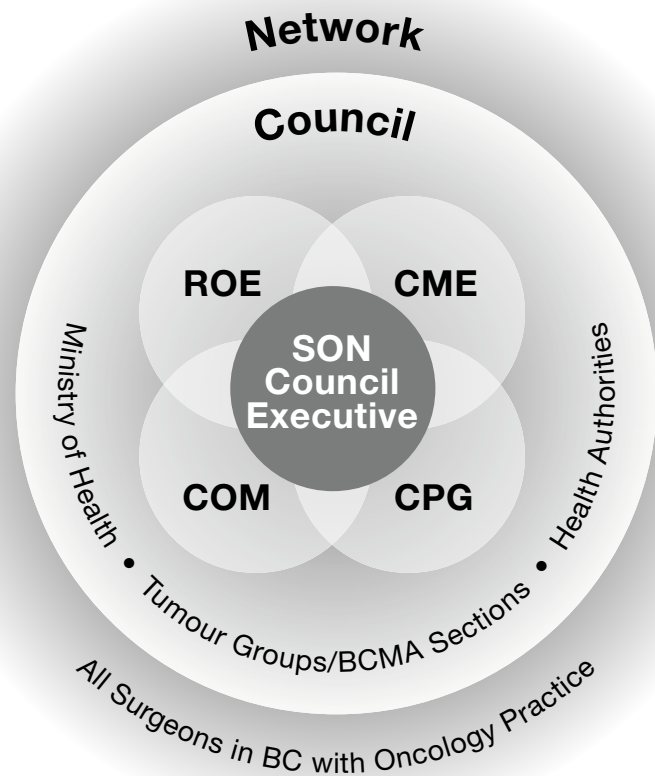 Network
Council
ROE
CME
SON
Council
Executive
COM
CPG
Ministry of Health • Tumour Groups/BCMA Sections • Health Authorities
All Surgeons in BC with Oncology Practice